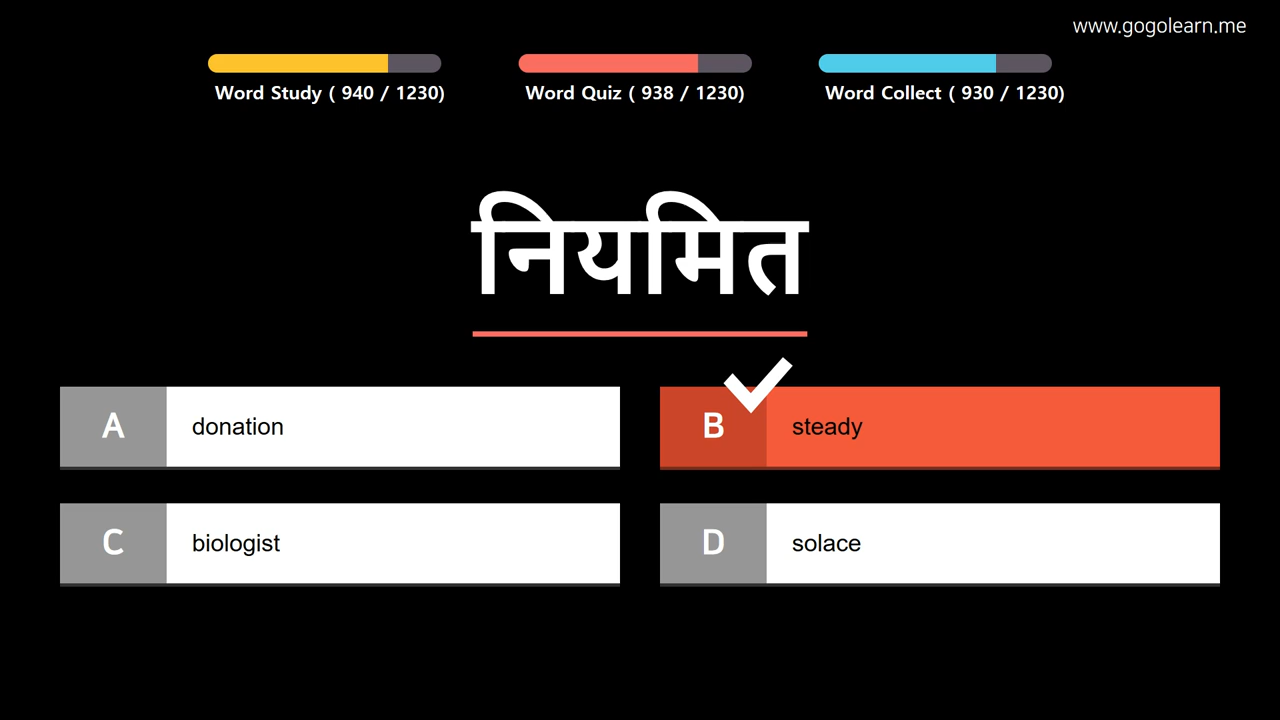 www.gogolearn.me
Word Study ( 940 / 1230)
Word Quiz ( 938 / 1230)
Word Collect ( 930 / 1230)
नियमित
A donation
B steady
C biologist
D solace